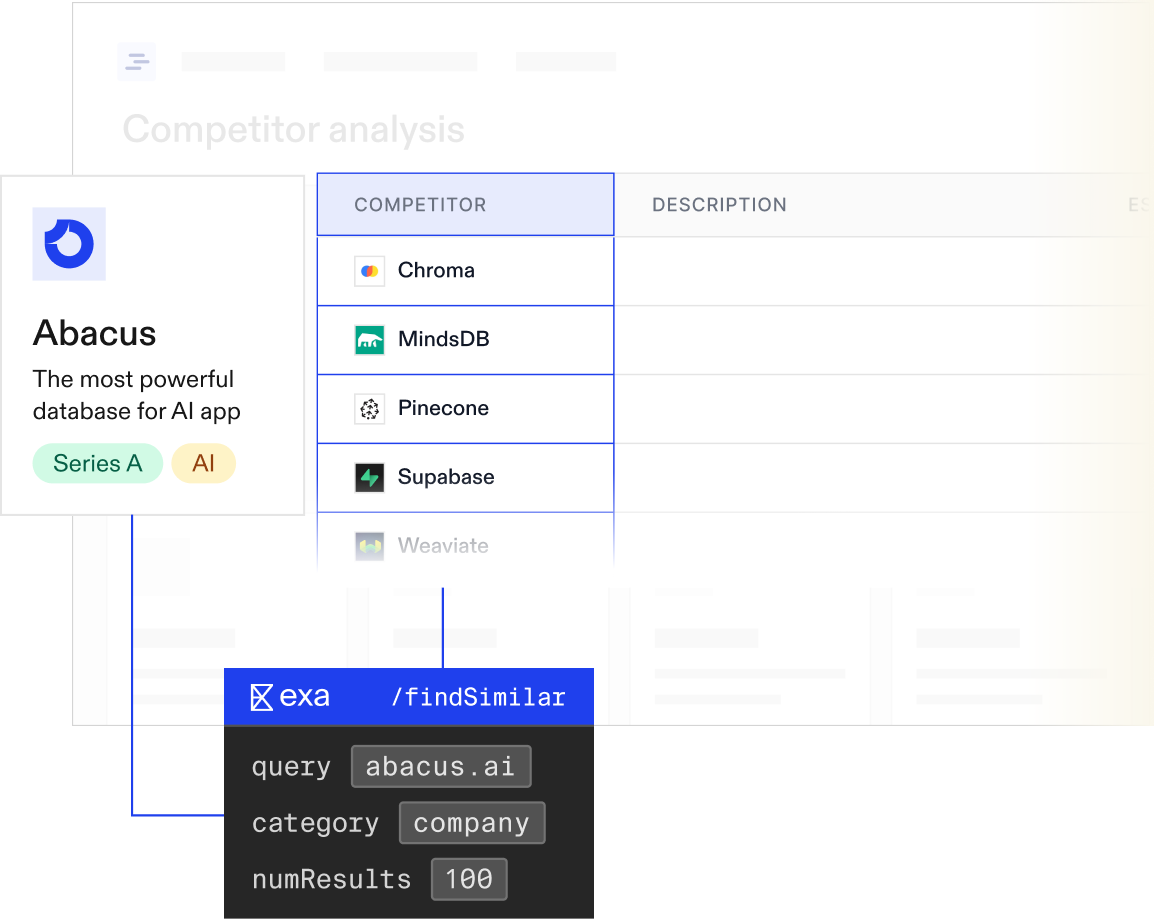 Competitor analysis
Abacus
The most powerful
database for AI app
Series A
AI
COMPETITOR
DESCRIPTION
Chroma
MindsDB
Pinecone
Supabase
Weaviate
exa
/findSimilar
query
abacus.ai
category
company
numResults
100